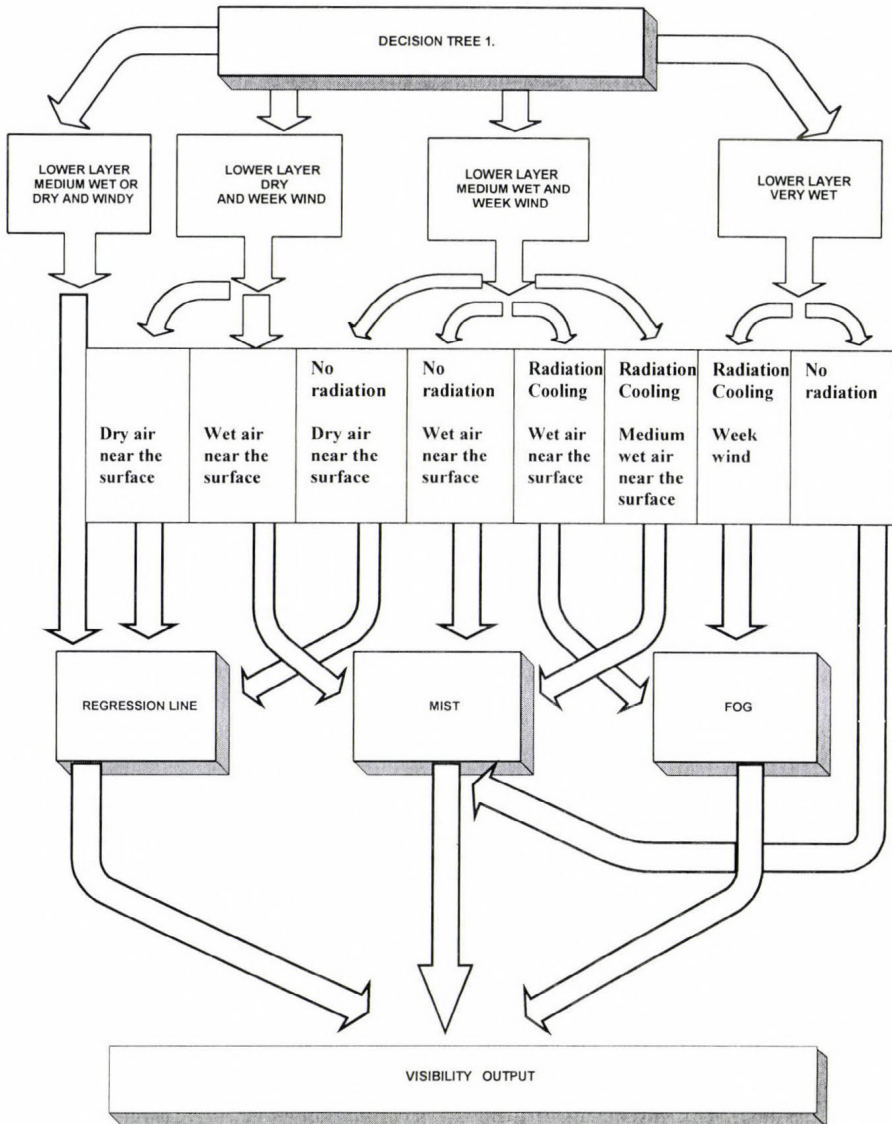 DECISION TREE 1.
LOWER LAYER
MEDIUM WET OR
DRY AND WINDY
LOWER LAYER
DRY
AND WEEK WIND
LOWER LAYER
MEDIUM WET AND
WEEK WIND
LOWER LAYER
VERY WET
Dry air
near the
surface
Wet air
near the
surface
No
radiation
Dry air
near the
surface
No
radiation
Wet air
near the
surface
Radiation
Cooling
Wet air
near the
surface
Radiation
Cooling
Medium
wet air
near the
surface
Radiation
Cooling
Week
wind
No
radiation
REGRESSION LINE
MIST
FOG
VISIBILITY OUTPUT